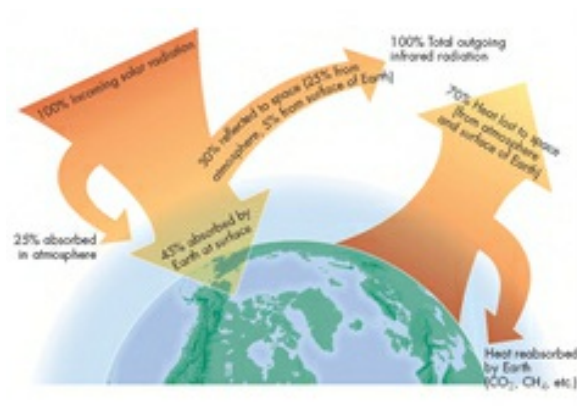 100% Incoming solar radiation
30% reflected to space (25% from
atmosphere, 5% from surface of Earth)
100% Total outgoing
infrared radiation
70% Heat lost to space
(from atmosphere
and surface of Earth)
25% absorbed
in atmosphere
45% absorbed by
Earth at surface
Heat reabsorbed
by Earth
(CO₂, CH₄, etc.)